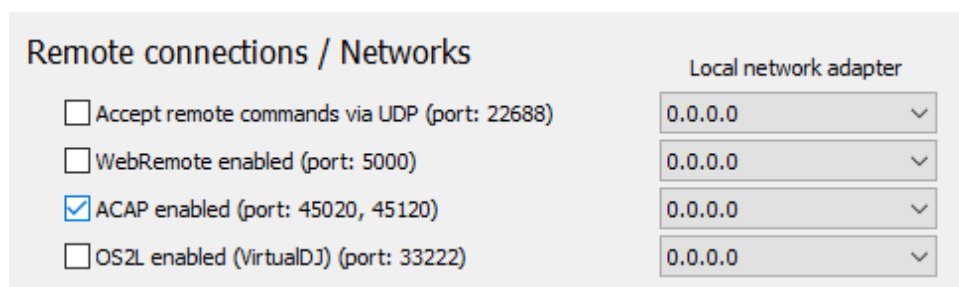 Remote connections / Networks
Local network adapter
Accept remote commands via UDP (port: 22688) 0.0.0.0
WebRemote enabled (port: 5000) 0.0.0.0
ACAP enabled (port: 45020, 45120) 0.0.0.0
OS2L enabled (VirtualDJ) (port: 33222) 0.0.0.0